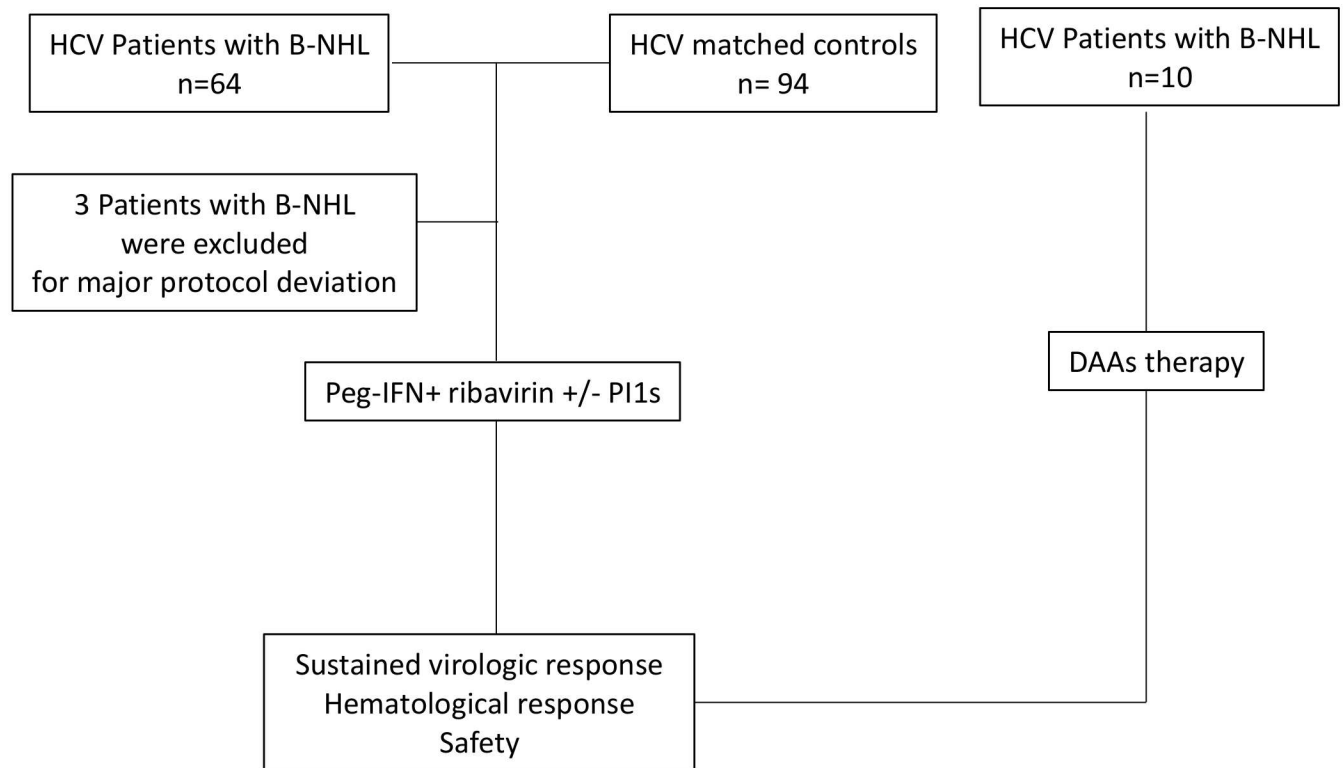 HCV Patients with B-NHL
n=64
HCV matched controls
n= 94
HCV Patients with B-NHL
n=10
3 Patients with B-NHL
were excluded
for major protocol deviation
Peg-IFN+ ribavirin +/- PI1s
DAAs therapy
Sustained virologic response
Hematological response
Safety